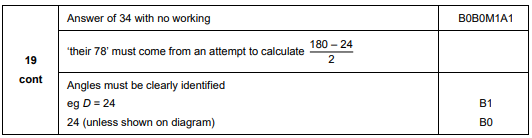 Answer of 34 with no working
B0B0M1A1
'their 78' must come from an attempt to calculate (180 – 24)/2
19
cont
Angles must be clearly identified
eg D = 24
B1
24 (unless shown on diagram)
B0